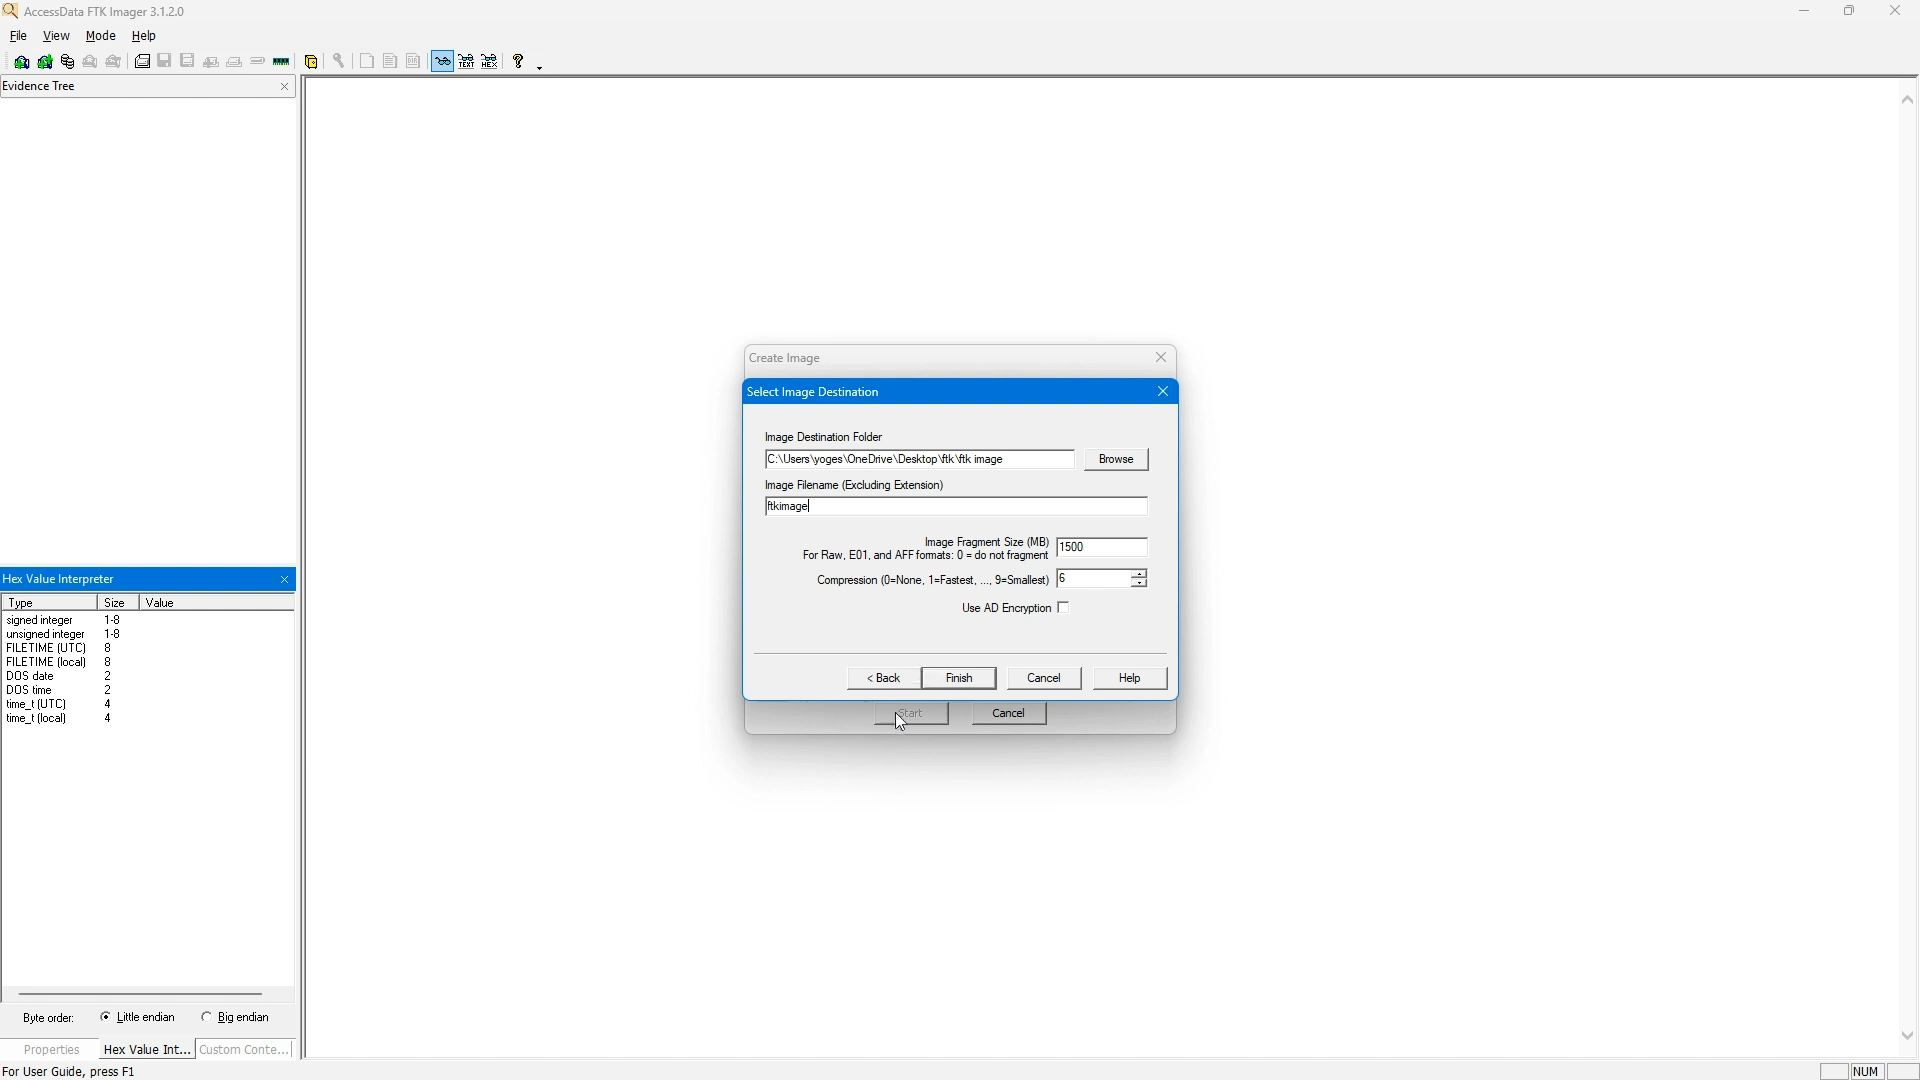 AccessData FTK Imager 3.1.2.0
File View Mode Help
TEXT HEX
Evidence Tree
Create Image
Select Image Destination
Image Destination Folder
C:\Users\yoges\OneDrive\Desktop\ftk\ftk image Browse
Image Filename (Excluding Extension)
ftkimage
Image Fragment Size (MB)
For Raw, E01, and AFF formats: 0 = do not fragment 1500
Compression (0=None, 1=Fastest, ..., 9=Smallest) 6
Use AD Encryption
< Back Finish Cancel Help
Start Cancel
Hex Value Interpreter
Type Size Value
signed integer 1-8
unsigned integer 1-8
FILETIME (UTC) 8
FILETIME (local) 8
DOS date 2
DOS time 2
time_t (UTC) 4
time_t (local) 4
Byte order: Little endian Big endian
Properties Hex Value Int... Custom Conte...
For User Guide, press F1 NUM